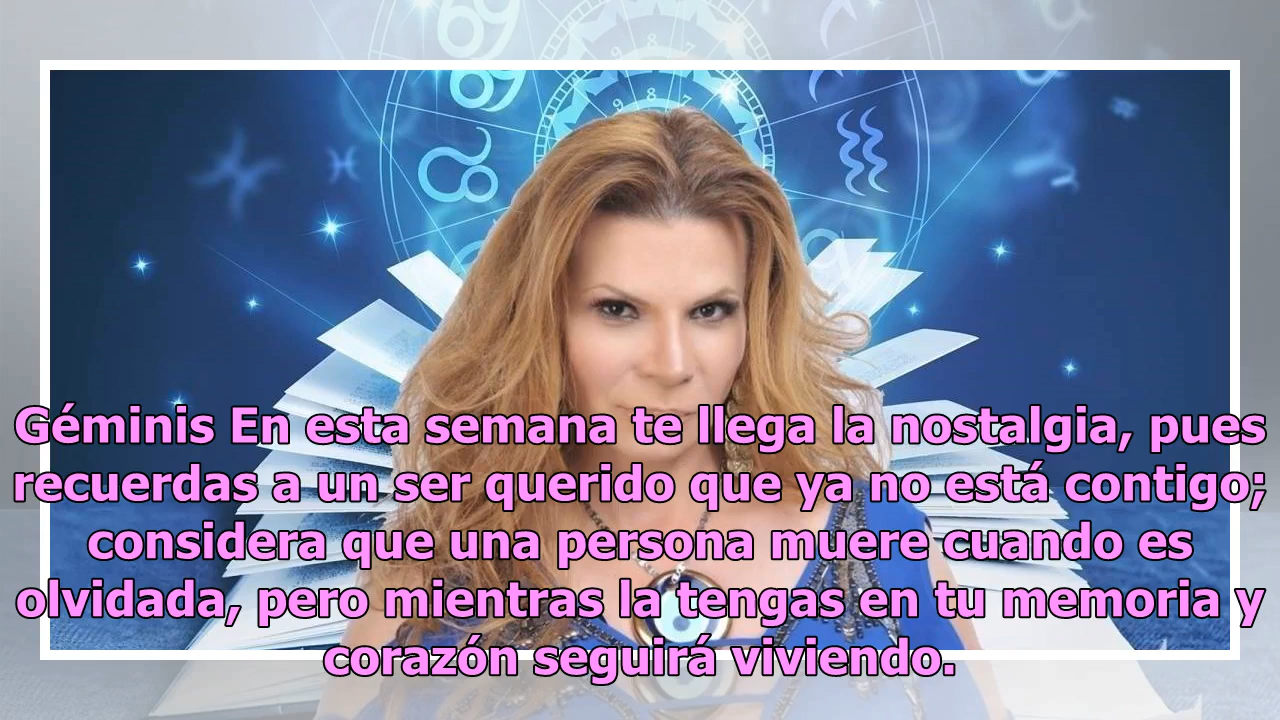 Géminis En esta semana te llega la nostalgia, pues
recuerdas a un ser querido que ya no está contigo;
considera que una persona muere cuando es
olvidada, pero mientras la tengas en tu memoria y
corazón seguirá viviendo.